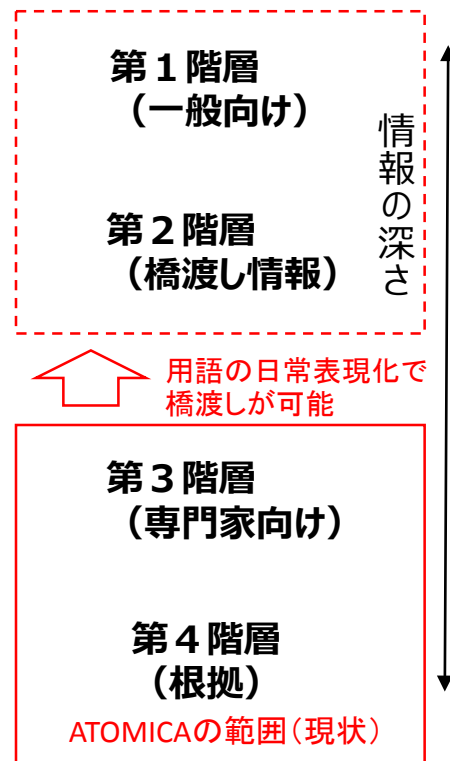 第１階層
（一般向け）
情報の深さ
第２階層
（橋渡し情報）
用語の日常表現化で
橋渡しが可能
第３階層
（専門家向け）
第４階層
（根拠）
ATOMICAの範囲（現状）